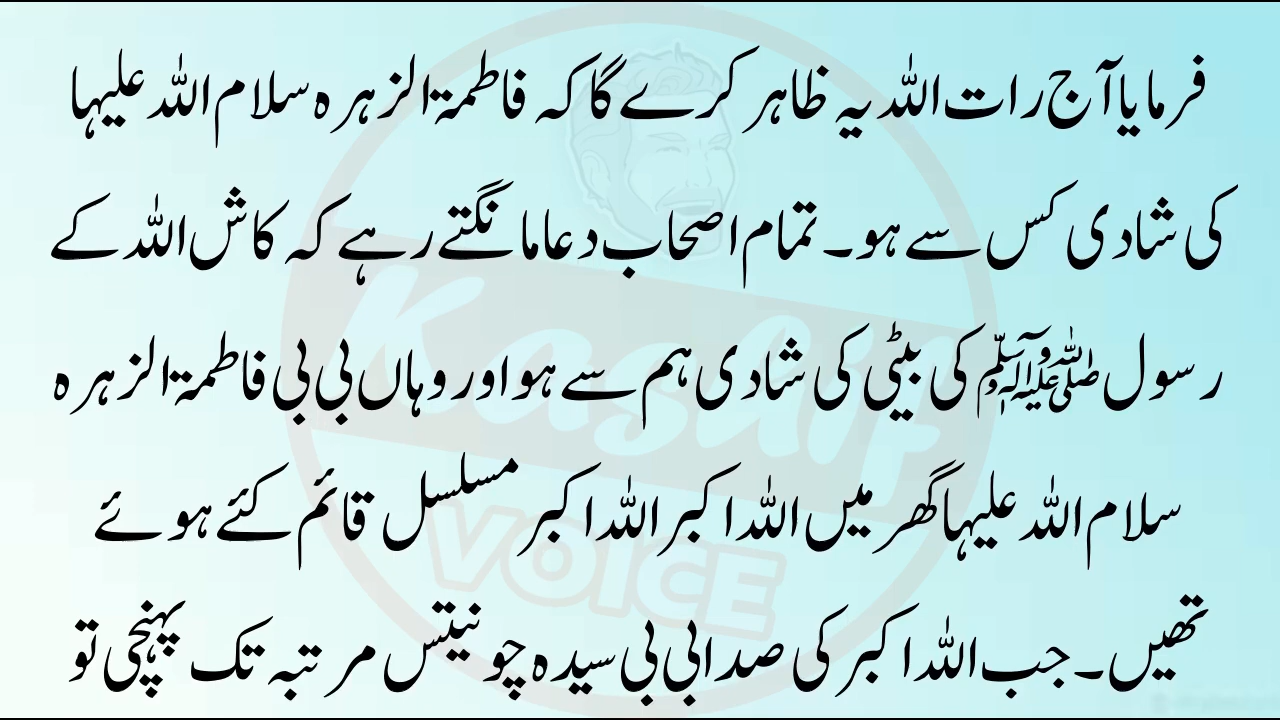 فرمایا آج رات اللہ یہ ظاہر کرے گا کہ فاطمۃ الزہرہ سلام اللہ علیہا
کی شادی کس سے ہو۔ تمام اصحاب دعا مانگتے رہے کہ کاش اللہ کے
رسول ﷺ کی بیٹی کی شادی ہم سے ہو اور وہاں بی بی فاطمۃ الزہرہ
سلام اللہ علیہا گھر میں اللہ اکبر اللہ اکبر مسلسل قائم کئے ہوئے
تھیں۔ جب اللہ اکبر کی صدا بی بی سیدہ چونیتس مرتبہ تک پہنچی تو
Kashif
VOICE